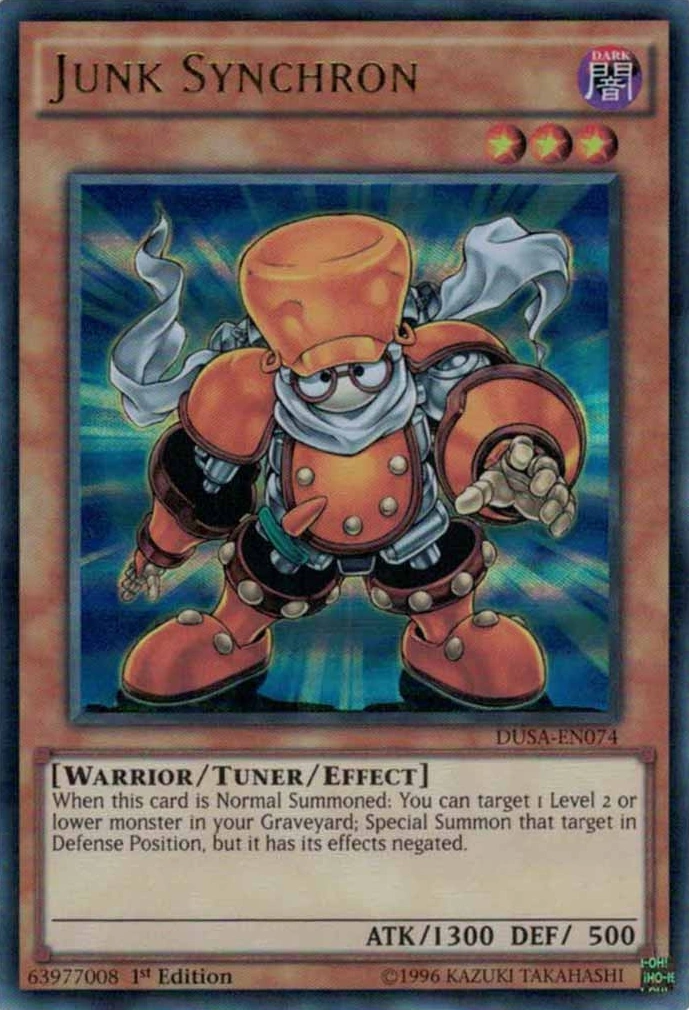 JUNK SYNCHRON
DARK
闇
DUSA-EN074
[WARRIOR/TUNER/EFFECT]
When this card is Normal Summoned: You can target 1 Level 2 or
lower monster in your Graveyard; Special Summon that target in
Defense Position, but it has its effects negated.
ATK/1300 DEF/ 500
63977008 1st Edition ©1996 KAZUKI TAKAHASHI